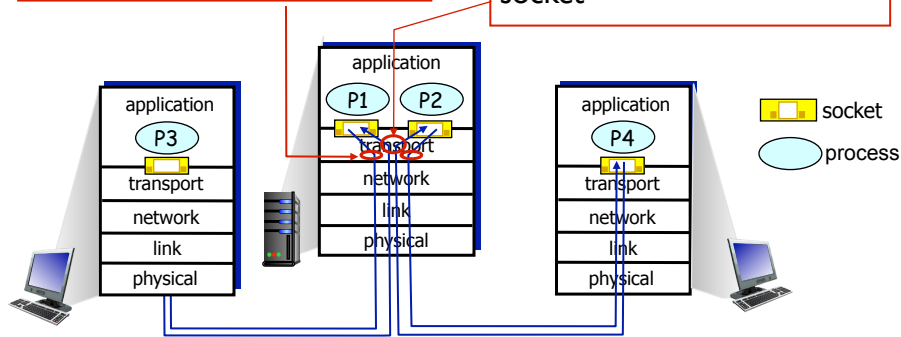 socket
application
P1
P2
transport
network
link
physical
application
P3
transport
network
link
physical
application
P4
transport
network
link
physical
socket
process